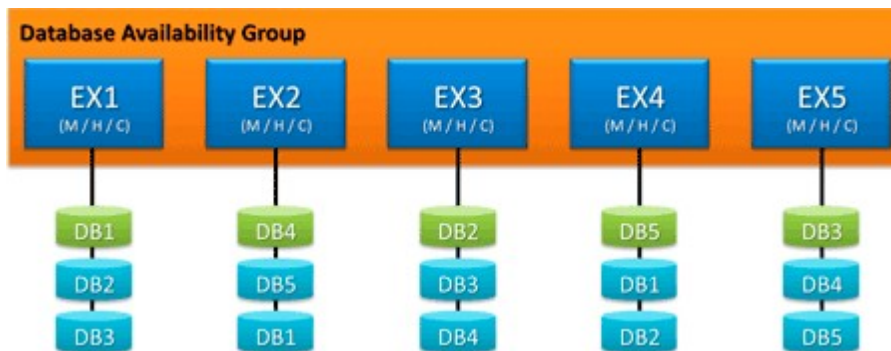 Database Availability Group
EX1 EX2 EX3 EX4 EX5
(M / H / C) (M / H / C) (M / H / C) (M / H / C) (M / H / C)
DB1 DB4 DB2 DB5 DB3
DB2 DB5 DB3 DB1 DB4
DB3 DB1 DB4 DB2 DB5